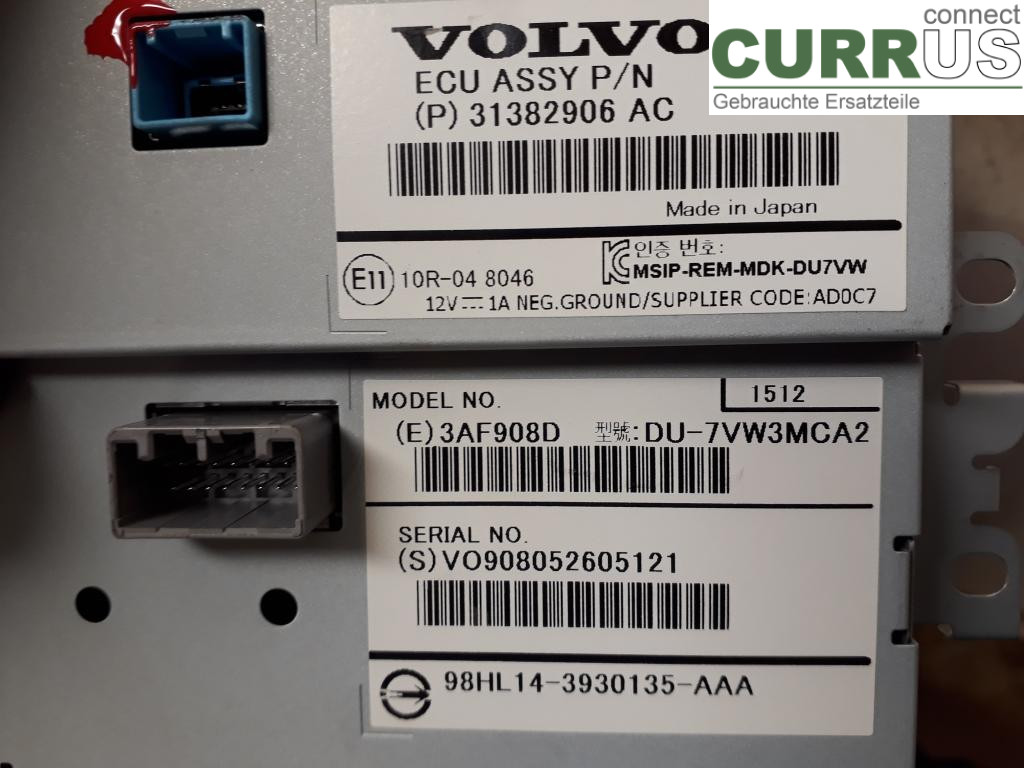 connect
CURRUS
Gebrauchte Ersatzteile
VOLVO
ECU ASSY P/N
(P) 31382906 AC
Made in Japan
E11 10R-04 8046
인증 번호:
MSIP-REM-MDK-DU7VW
12V⎓1A NEG.GROUND/SUPPLIER CODE:AD0C7
MODEL NO. 1512
(E)3AF908D 型號:DU-7VW3MCA2
SERIAL NO.
(S)VO908052605121
98HL14-3930135-AAA